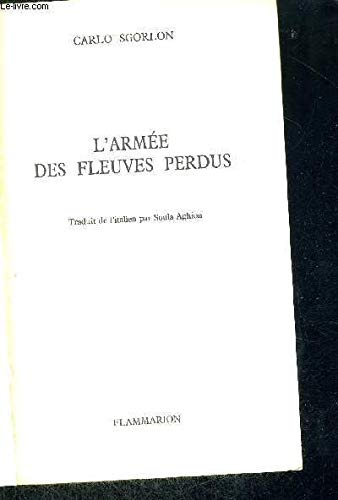 Le-livre.com
CARLO SGORLON
L'ARMÉE
DES FLEUVES PERDUS
Traduit de l'italien par Soula Aghion
FLAMMARION